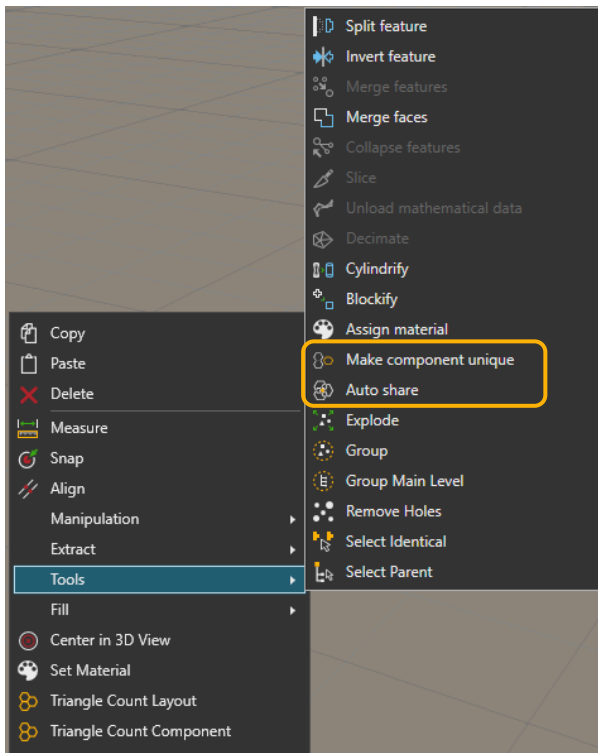 Split feature
Invert feature
Merge features
Merge faces
Collapse features
Slice
Unload mathematical data
Decimate
Cylindrify
Blockify
Assign material
Make component unique
Auto share
Explode
Group
Group Main Level
Remove Holes
Select Identical
Select Parent
Copy
Paste
Delete
Measure
Snap
Align
Manipulation
Extract
Tools
Fill
Center in 3D View
Set Material
Triangle Count Layout
Triangle Count Component